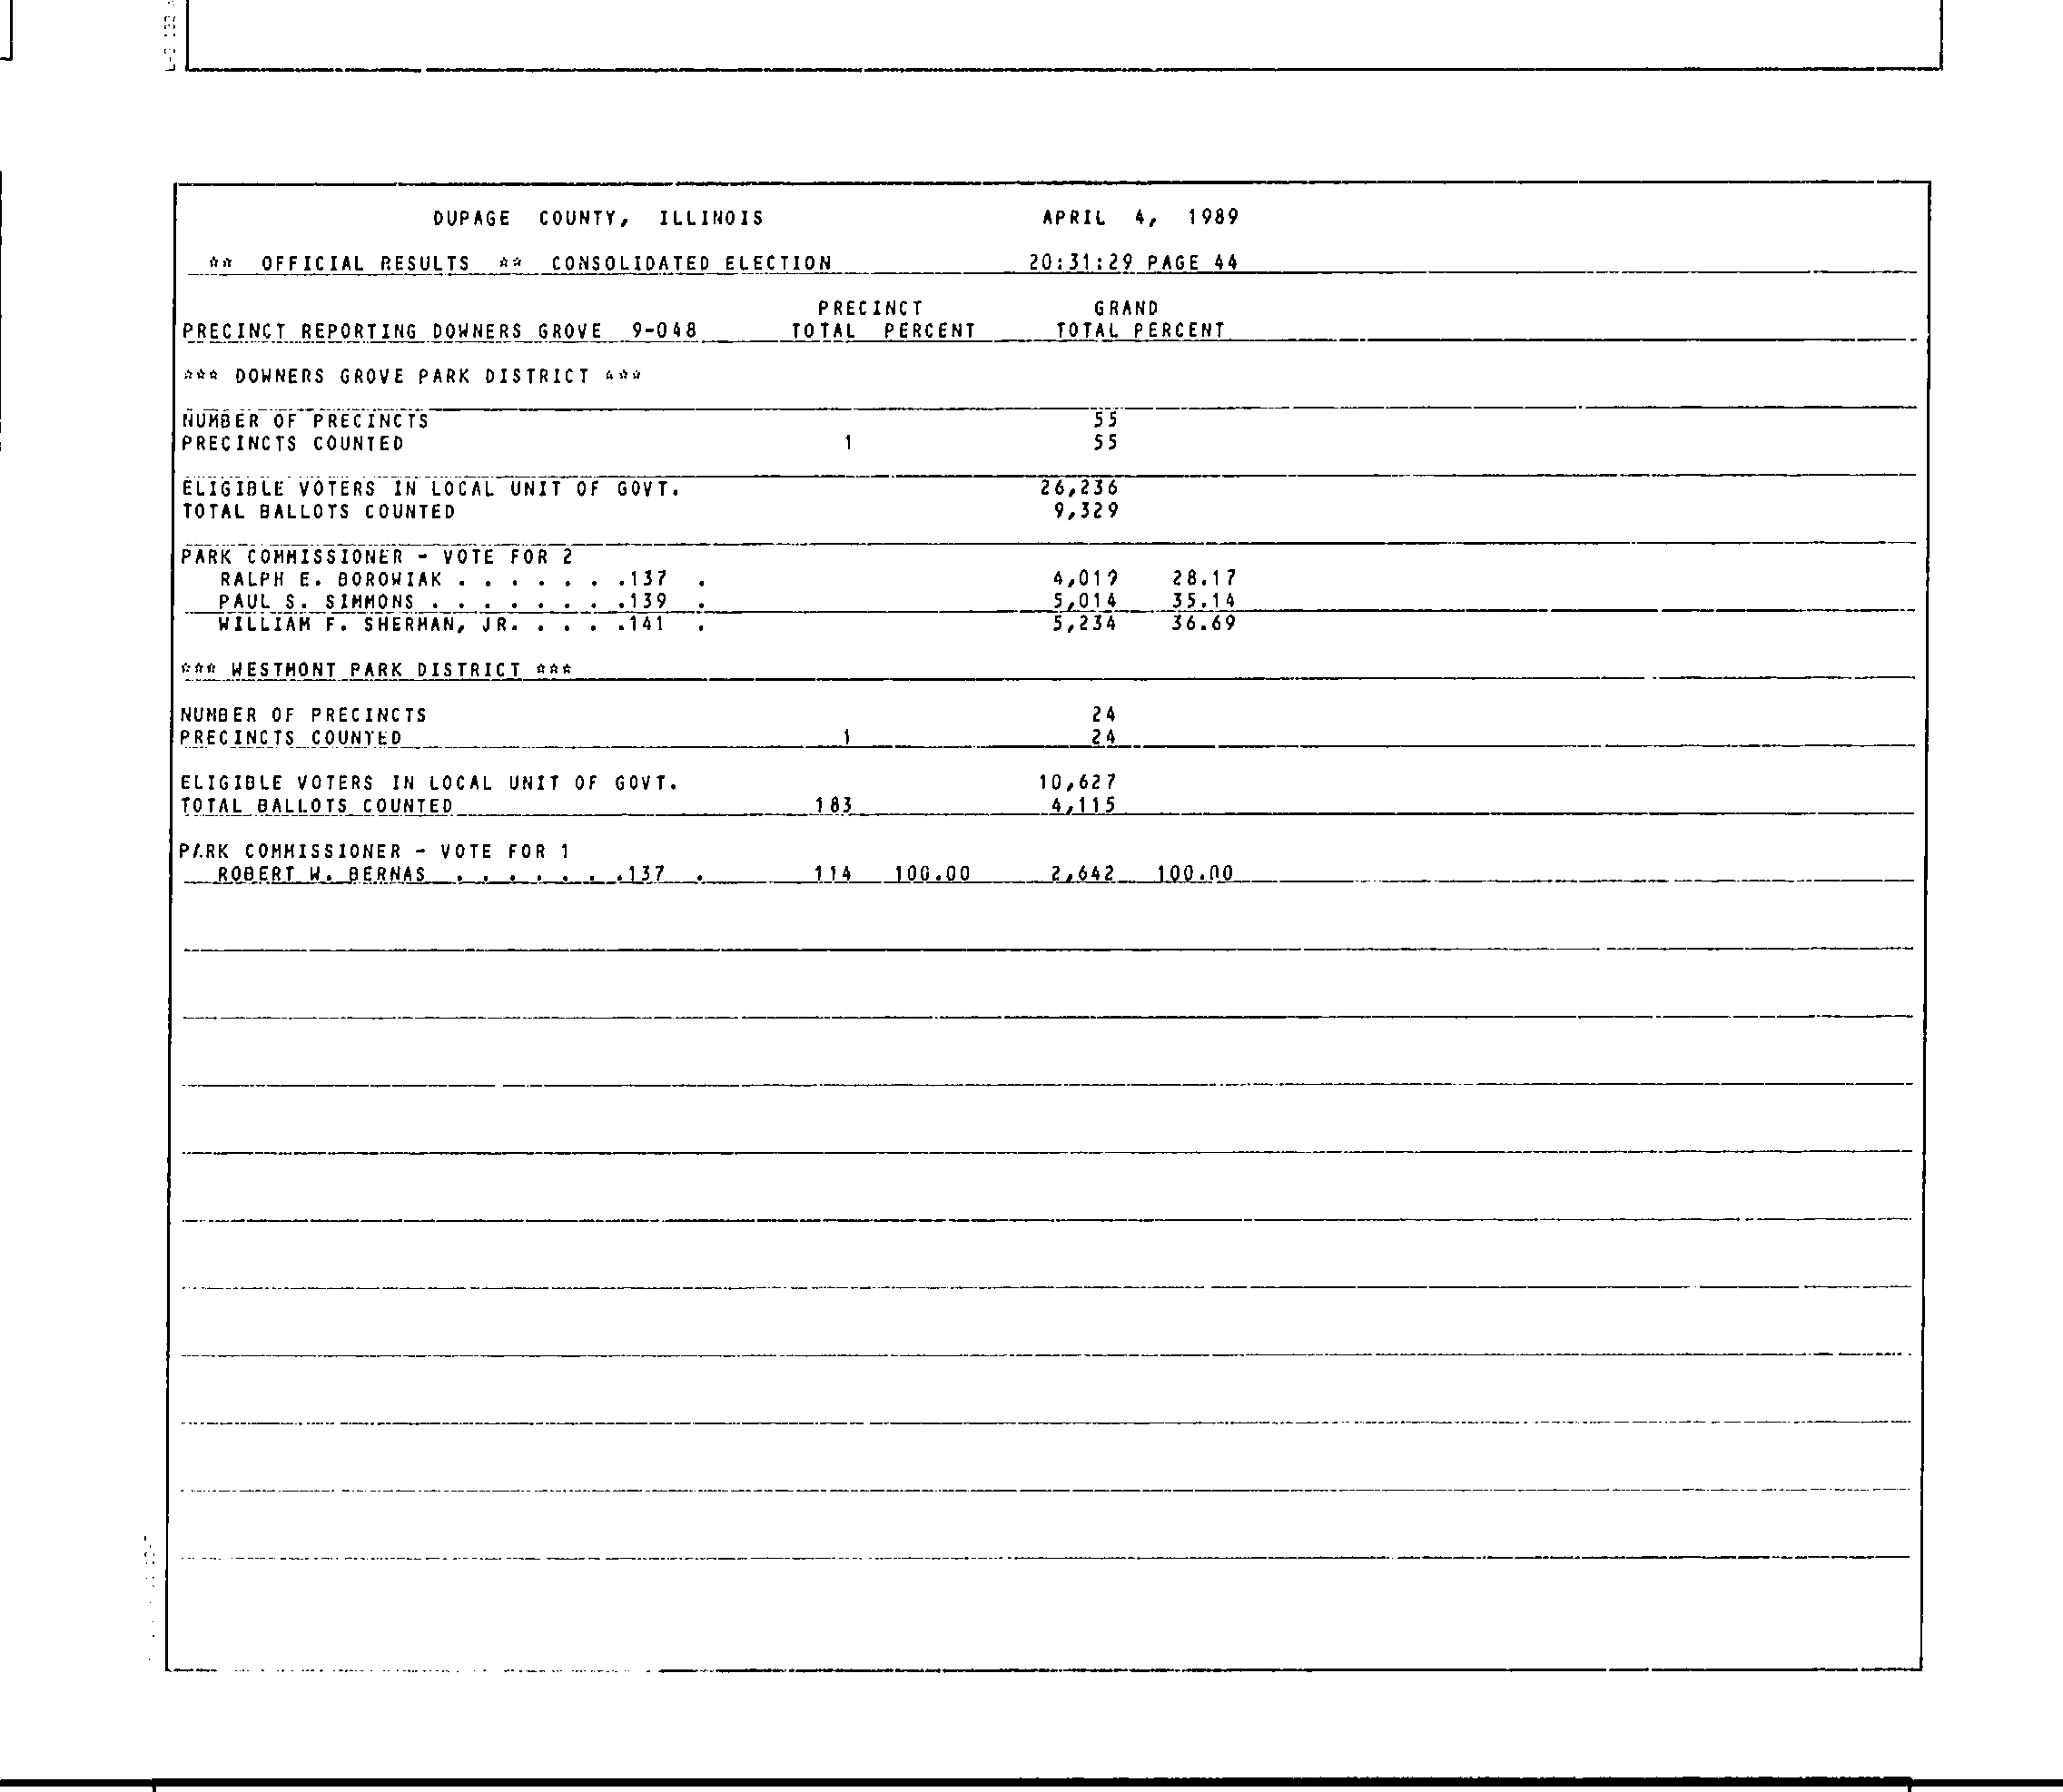 DUPAGE COUNTY, ILLINOIS APRIL 4, 1989
** OFFICIAL RESULTS ** CONSOLIDATED ELECTION 20:31:29 PAGE 44
PRECINCT GRAND
PRECINCT REPORTING DOWNERS GROVE 9-048 TOTAL PERCENT TOTAL PERCENT
*** DOWNERS GROVE PARK DISTRICT ***
NUMBER OF PRECINCTS 55
PRECINCTS COUNTED 1 55
ELIGIBLE VOTERS IN LOCAL UNIT OF GOVT. 26,236
TOTAL BALLOTS COUNTED 9,329
PARK COMMISSIONER - VOTE FOR 2
RALPH E. BOROWIAK . . . . . . .137 . 4,019 28.17
PAUL S. SIMMONS . . . . . . . .139 . 5,014 35.14
WILLIAM F. SHERMAN, JR. . . . .141 . 5,234 36.69
*** WESTMONT PARK DISTRICT ***
NUMBER OF PRECINCTS 24
PRECINCTS COUNTED 1 24
ELIGIBLE VOTERS IN LOCAL UNIT OF GOVT. 10,627
TOTAL BALLOTS COUNTED 183 4,115
PARK COMMISSIONER - VOTE FOR 1
ROBERT W. BERNAS . . . . . . .137 . 114 100.00 2,642 100.00